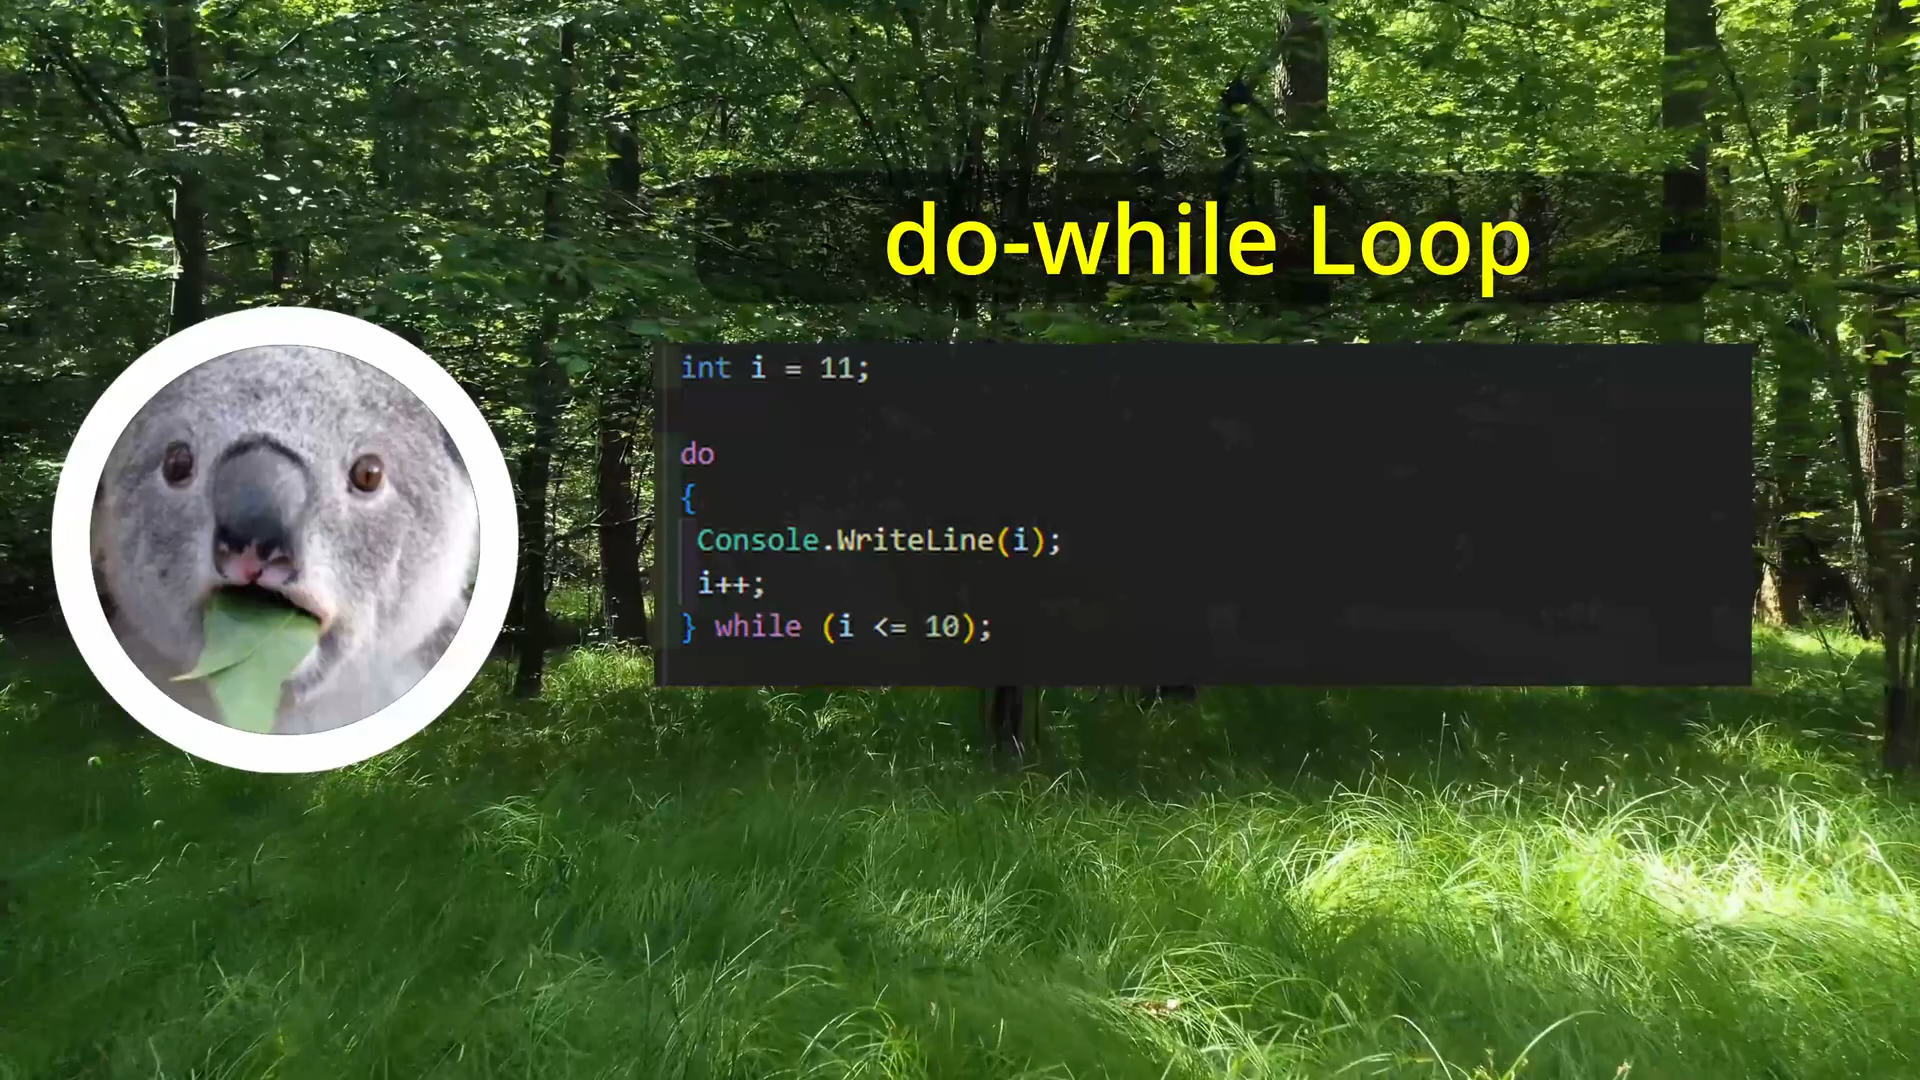 do-while Loop
int i = 11;
do
{
Console.WriteLine(i);
i++;
} while (i <= 10);